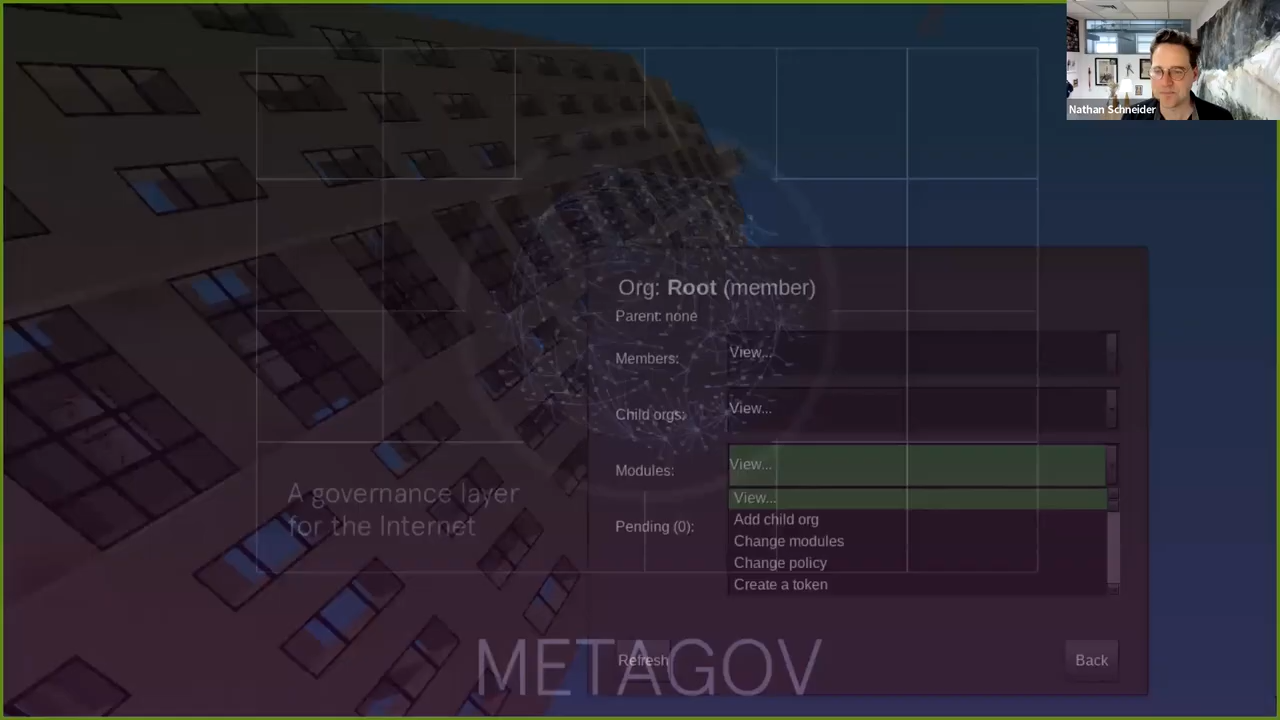 Nathan Schneider
Org: Root (member)
Parent: none
Members:
View...
Child orgs:
View...
Modules:
View...
View...
Add child org
Change modules
Change policy
Create a token
Pending (0):
A governance layer
for the Internet
METAGOV
Refresh
Back